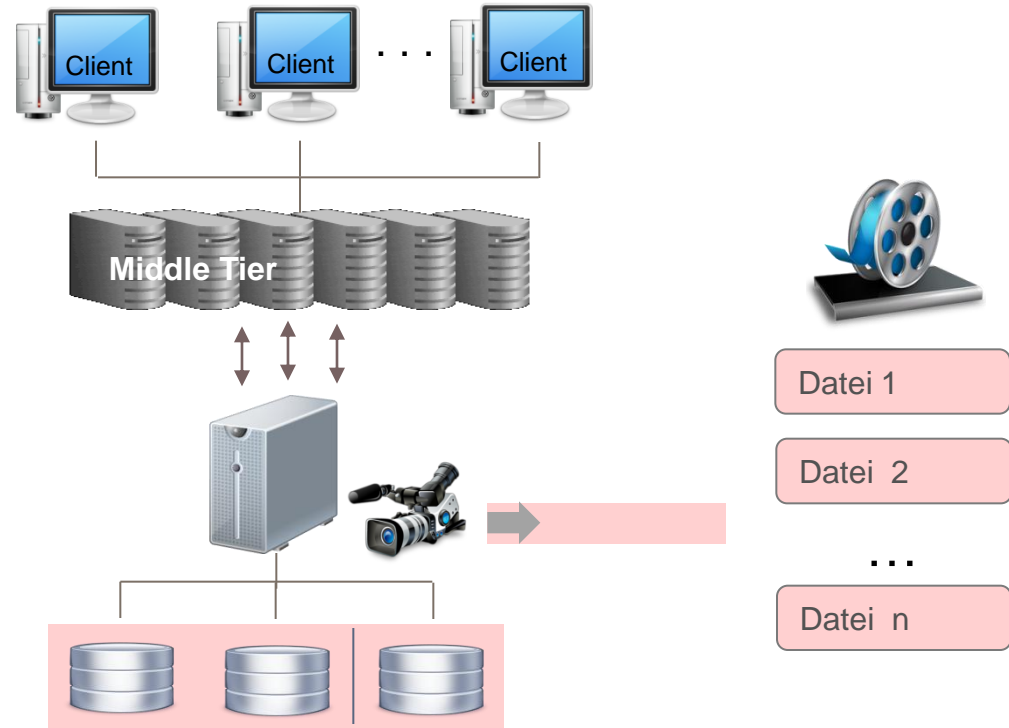 Client
Client
. . .
Client
Middle Tier
Datei 1
Datei 2
...
Datei n